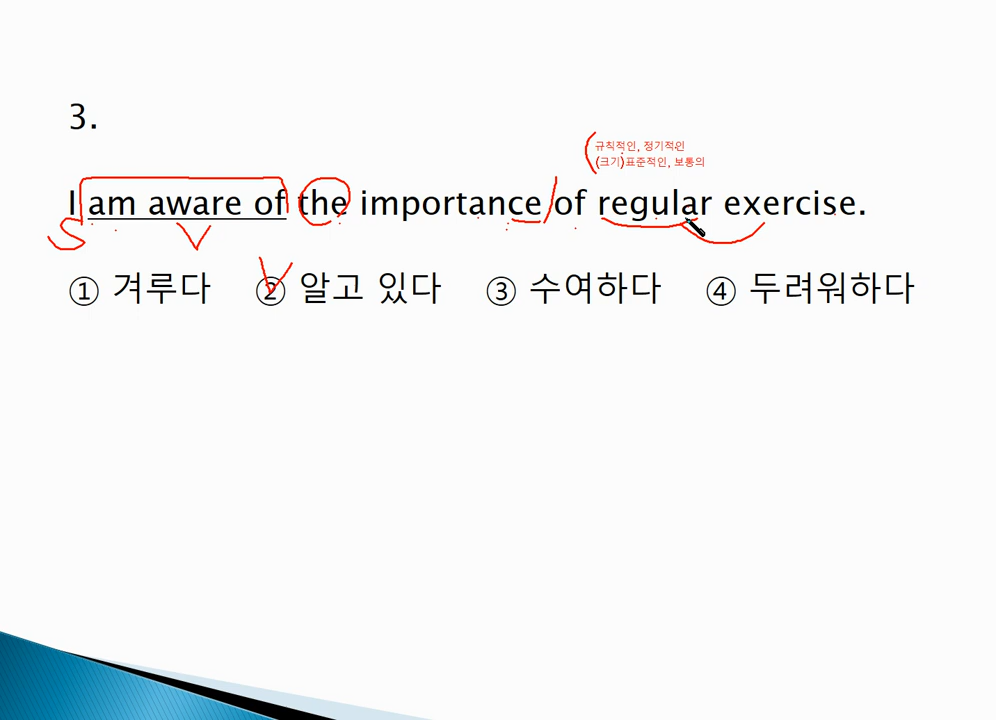 3.
규칙적인, 정기적인
(크기)표준적인, 보통의
I am aware of the importance of regular exercise.
S V
① 겨루다 ② 알고 있다 ③ 수여하다 ④ 두려워하다